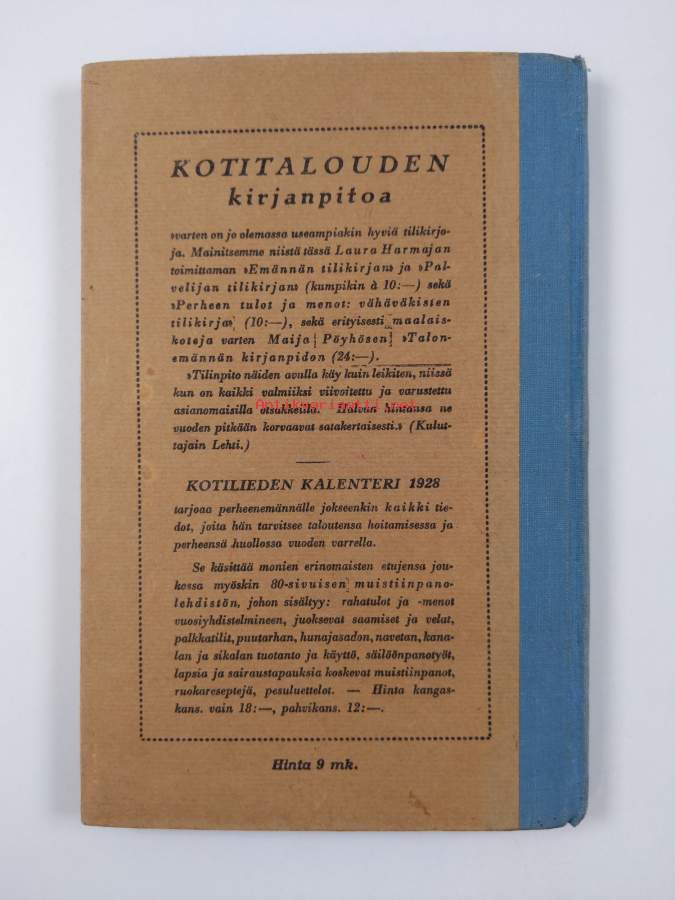 KOTITALOUDEN
kirjanpitoa
»varten on jo olemassa useampiakin hyviä tilikirjo-
ja. Mainitsemme niistä tässä Laura Harmajan
toimittaman »Emännän tilikirjan» ja »Pal-
velijan tilikirjan» (kumpikin à 10:—) sekä
»Perheen tulot ja menot: vähäväkisten
tilikirja» (10:—), sekä erityisesti maalais-
koteja varten Maija Pöyhösen »Talon-
emännän kirjanpidon (24:—).
»Tilinpito näiden avulla käy kuin leikiten, niissä
kun on kaikki valmiiksi viivoitettu ja varustettu
asianomaisilla otsakkeilla. Halvan hintansa ne
vuoden pitkään korvaavat satakertaisesti.» (Kulut-
tajain Lehti.)
KOTILIEDEN KALENTERI 1928
tarjoaa perheenemännälle jokseenkin kaikki tie-
dot, joita hän tarvitsee taloutensa hoitamisessa ja
perheensä huollossa vuoden varrella.
Se käsittää monien erinomaisten etujensa jou-
kossa myöskin 80-sivuisen muistiinpano-
lehdistön, johon sisältyy: rahatulot ja -menot
vuosiyhdistelmineen, juoksevat saamiset ja velat,
palkkatilit, puutarhan, hunajasadon, navetan, kana-
lan ja sikalan tuotanto ja käyttö, säilöönpanotyöt,
lapsia ja sairaustapauksia koskevat muistiinpanot,
ruokareseptejä, pesuluettelot. — Hinta kangas-
kans. vain 18:—, pahvikans. 12:—.
Hinta 9 mk.